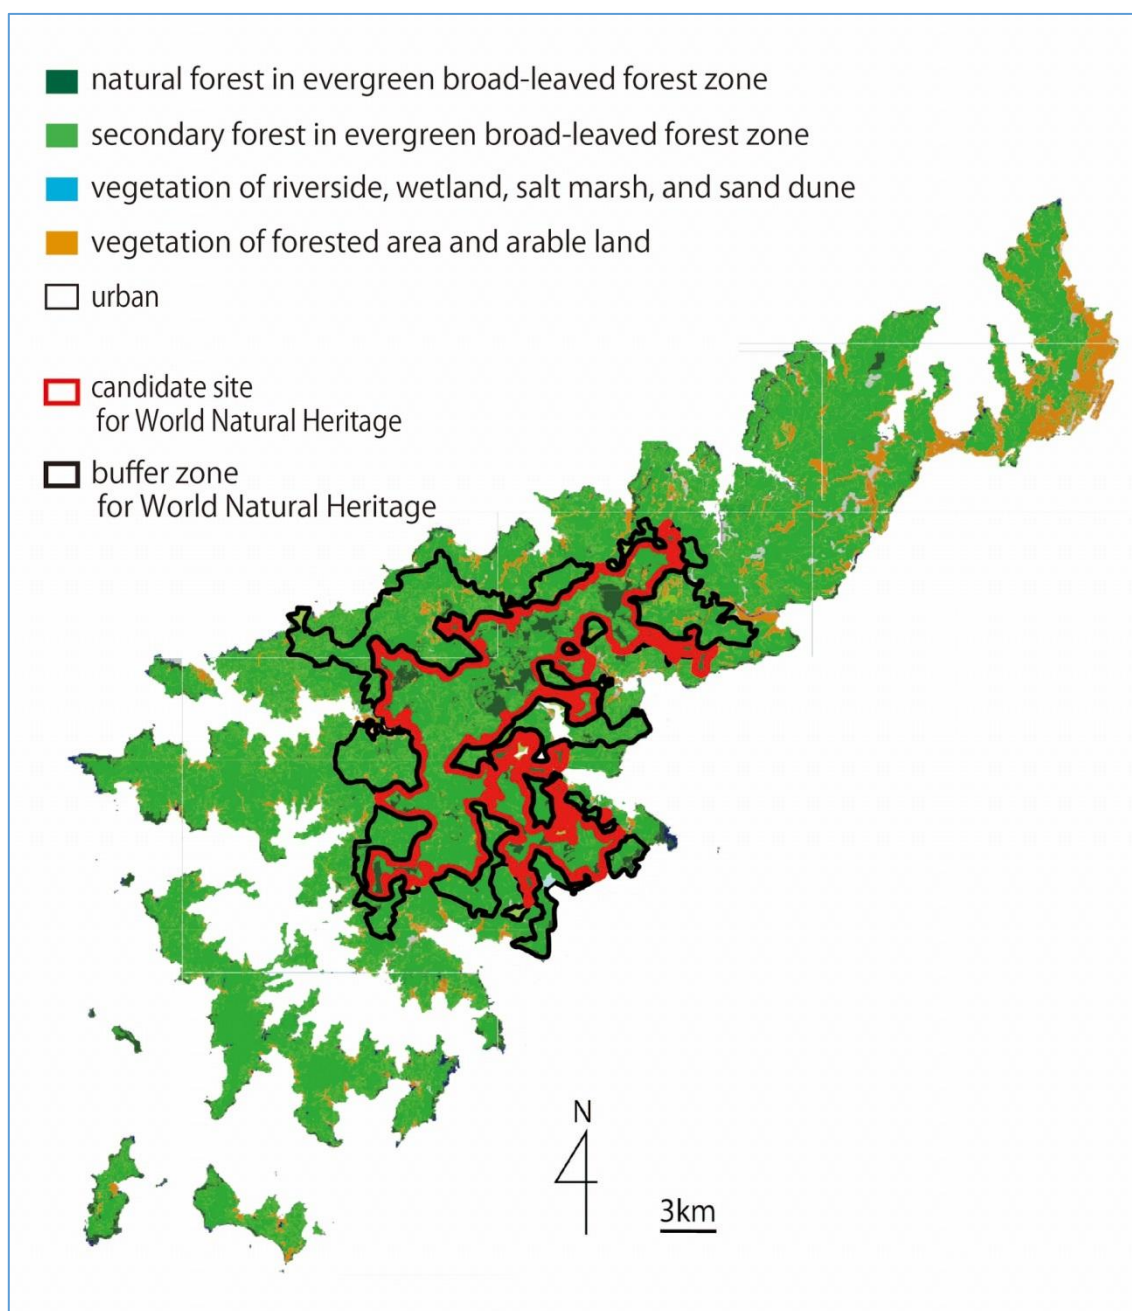 natural forest in evergreen broad-leaved forest zone
secondary forest in evergreen broad-leaved forest zone
vegetation of riverside, wetland, salt marsh, and sand dune
vegetation of forested area and arable land
urban
candidate site
for World Natural Heritage
buffer zone
for World Natural Heritage
N
3km